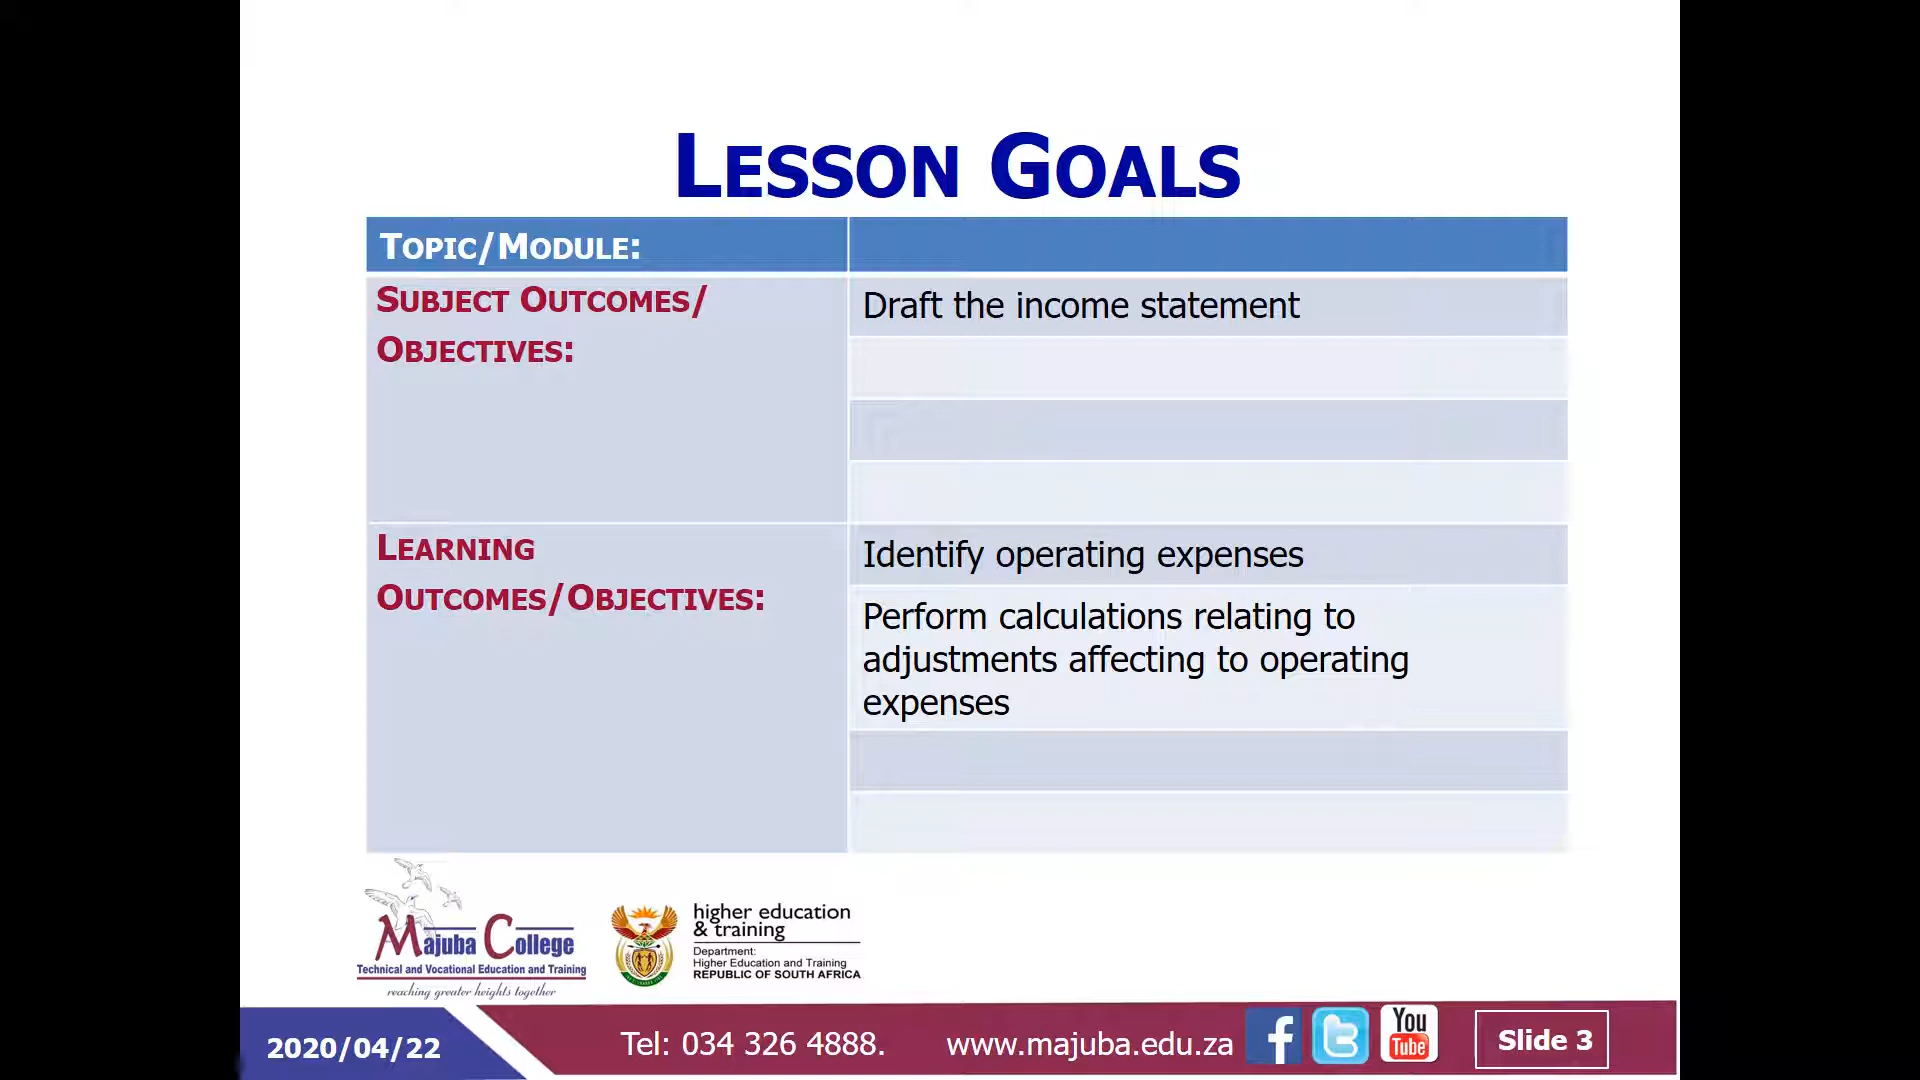 LESSON GOALS
TOPIC/MODULE:
SUBJECT OUTCOMES/
OBJECTIVES:
Draft the income statement
LEARNING
OUTCOMES/OBJECTIVES:
Identify operating expenses
Perform calculations relating to
adjustments affecting to operating
expenses
Majuba College
Technical and Vocational Education and Training
reaching greater heights together
higher education
& training
Department:
Higher Education and Training
REPUBLIC OF SOUTH AFRICA
2020/04/22
Tel: 034 326 4888.
www.majuba.edu.za
f
t
You
Tube
Slide 3